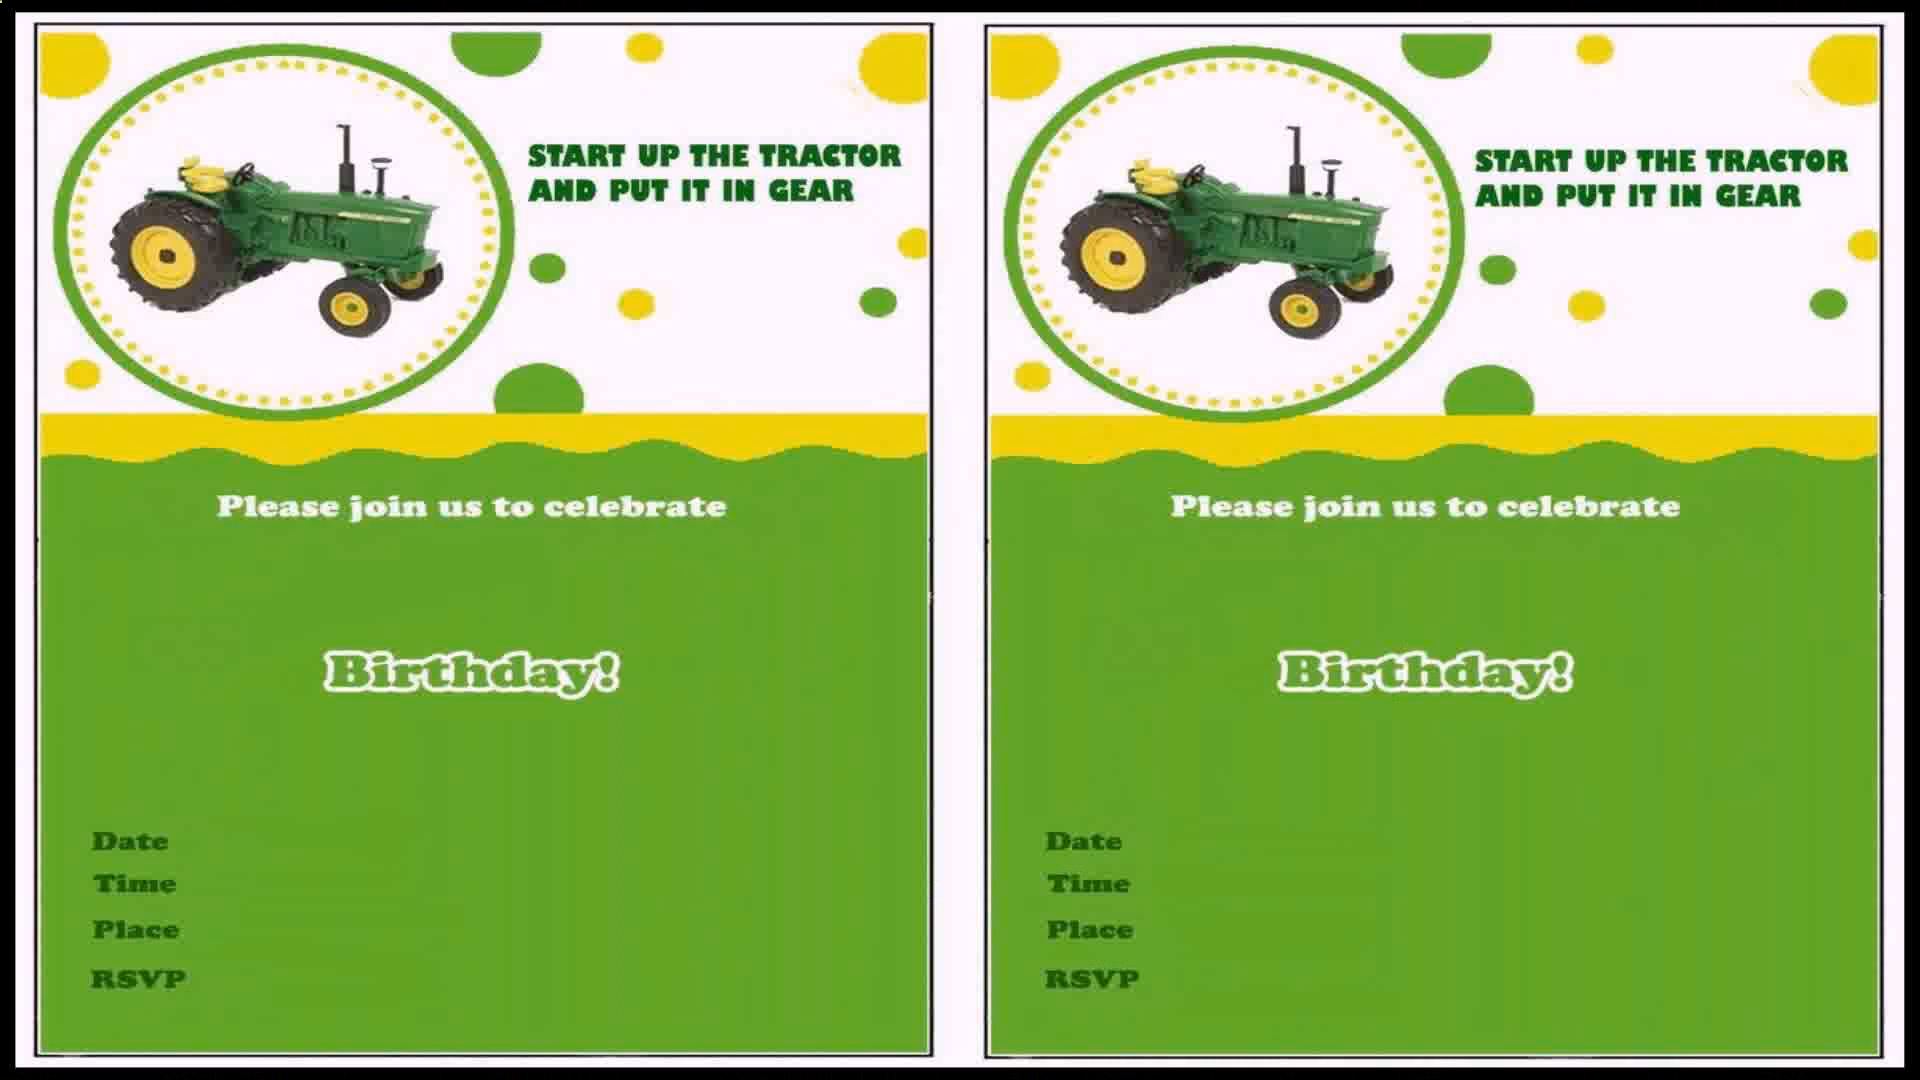 START UP THE TRACTOR
AND PUT IT IN GEAR
Please join us to celebrate
Birthday!
Date
Time
Place
RSVP
START UP THE TRACTOR
AND PUT IT IN GEAR
Please join us to celebrate
Birthday!
Date
Time
Place
RSVP